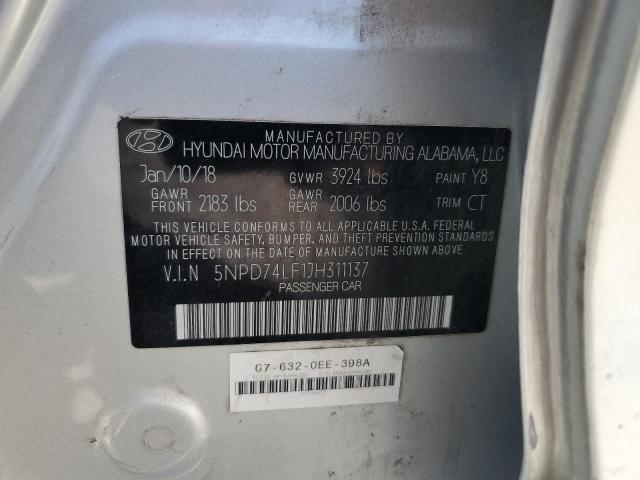 MANUFACTURED BY
HYUNDAI MOTOR MANUFACTURING ALABAMA, LLC
Jan/10/18 GVWR 3924 lbs PAINT Y8
GAWR FRONT 2183 lbs GAWR REAR 2006 lbs TRIM CT
THIS VEHICLE CONFORMS TO ALL APPLICABLE U.S.A. FEDERAL
MOTOR VEHICLE SAFETY, BUMPER, AND THEFT PREVENTION STANDARDS
IN EFFECT ON THE DATE OF MANUFACTURE SHOWN ABOVE.
V.I.N 5NPD74LF1JH311137
PASSENGER CAR
G7-632-0EE-398A